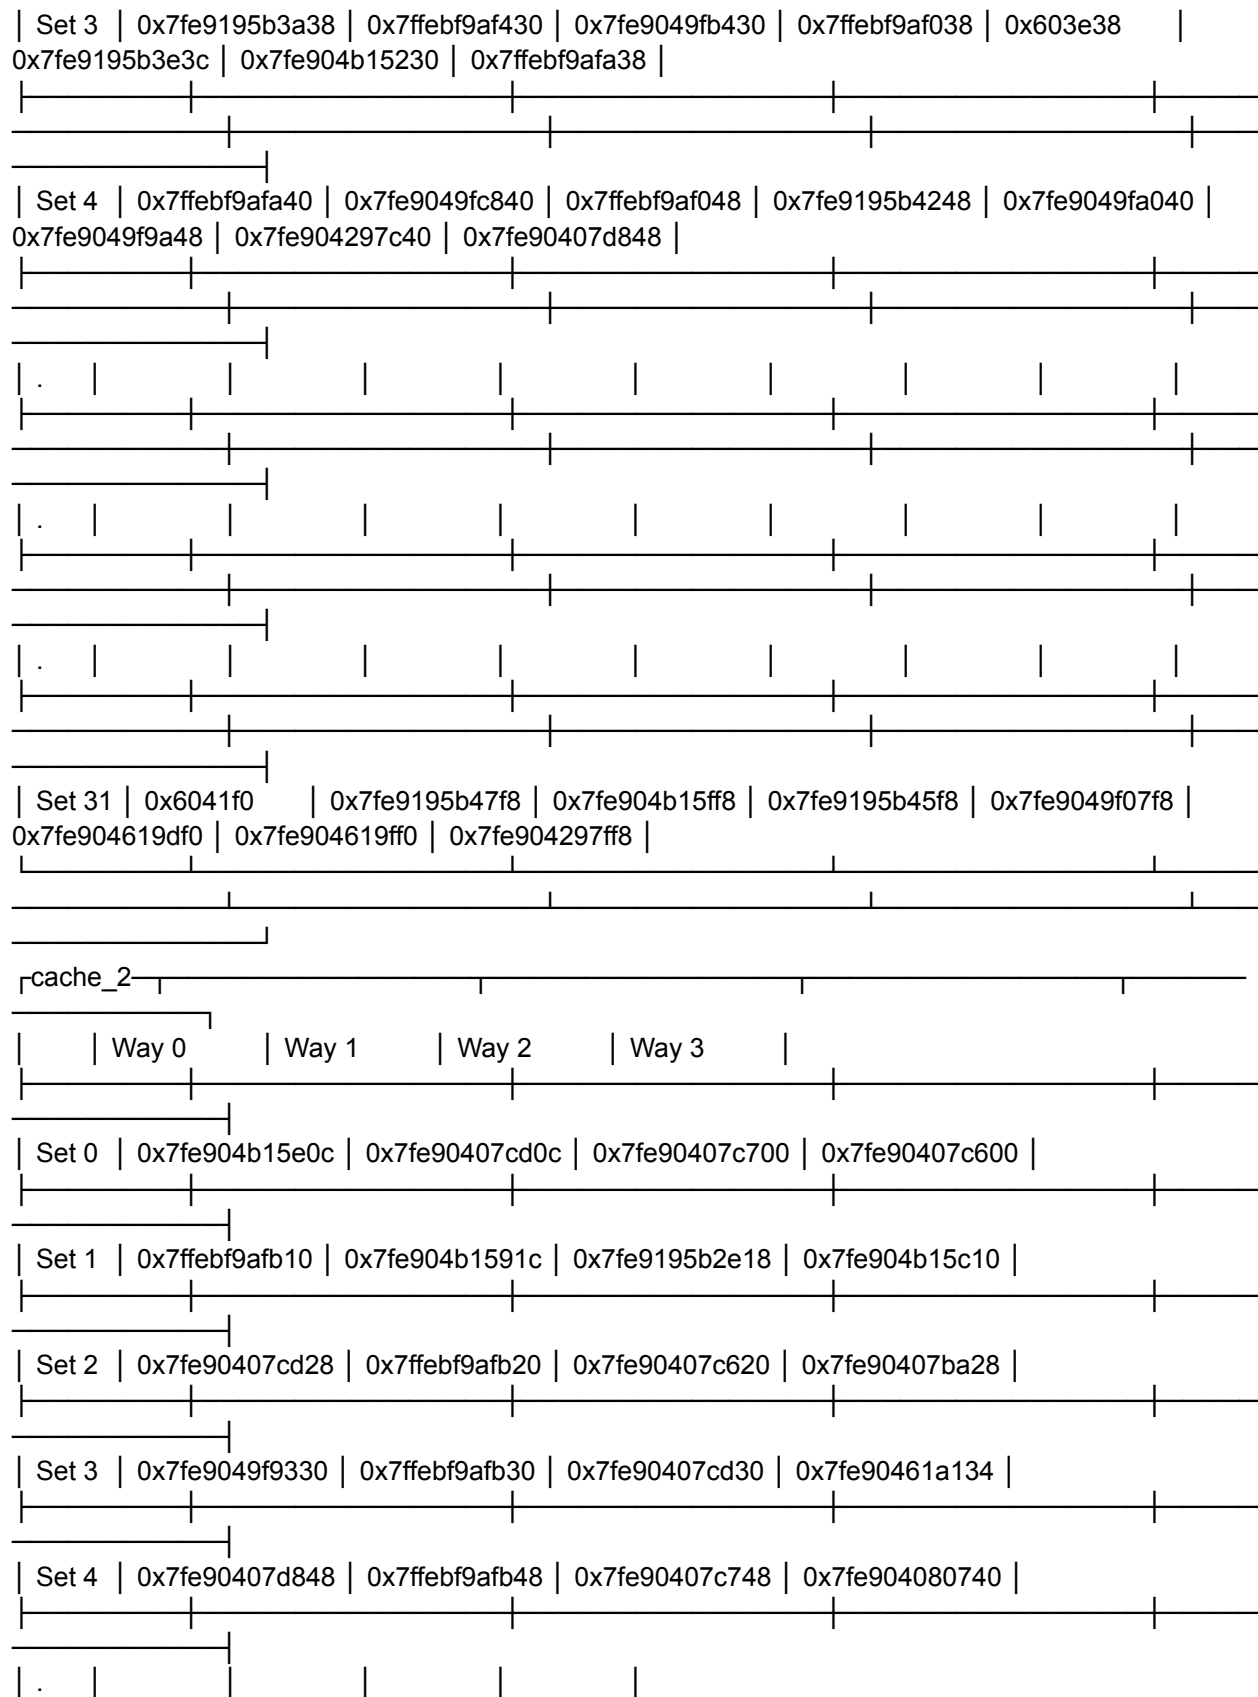 │ Set 3 │ 0x7fe9195b3a38 │ 0x7ffebf9af430 │ 0x7fe9049fb430 │ 0x7ffebf9af038 │ 0x603e38 │
0x7fe9195b3e3c │ 0x7fe904b15230 │ 0x7ffebf9afa38 │
│ Set 4 │ 0x7ffebf9afa40 │ 0x7fe9049fc840 │ 0x7ffebf9af048 │ 0x7fe9195b4248 │ 0x7fe9049fa040 │
0x7fe9049f9a48 │ 0x7fe904297c40 │ 0x7fe90407d848 │
│ . │ │ │ │ │ │ │ │ │
│ . │ │ │ │ │ │ │ │ │
│ . │ │ │ │ │ │ │ │ │
│ Set 31 │ 0x6041f0 │ 0x7fe9195b47f8 │ 0x7fe904b15ff8 │ 0x7fe9195b45f8 │ 0x7fe9049f07f8 │
0x7fe904619df0 │ 0x7fe904619ff0 │ 0x7fe904297ff8 │
┌cache_2─┬
│ │ Way 0 │ Way 1 │ Way 2 │ Way 3 │
│ Set 0 │ 0x7fe904b15e0c │ 0x7fe90407cd0c │ 0x7fe90407c700 │ 0x7fe90407c600 │
│ Set 1 │ 0x7ffebf9afb10 │ 0x7fe904b1591c │ 0x7fe9195b2e18 │ 0x7fe904b15c10 │
│ Set 2 │ 0x7fe90407cd28 │ 0x7ffebf9afb20 │ 0x7fe90407c620 │ 0x7fe90407ba28 │
│ Set 3 │ 0x7fe9049f9330 │ 0x7ffebf9afb30 │ 0x7fe90407cd30 │ 0x7fe90461a134 │
│ Set 4 │ 0x7fe90407d848 │ 0x7ffebf9afb48 │ 0x7fe90407c748 │ 0x7fe904080740 │
│ . │ │ │ │ │